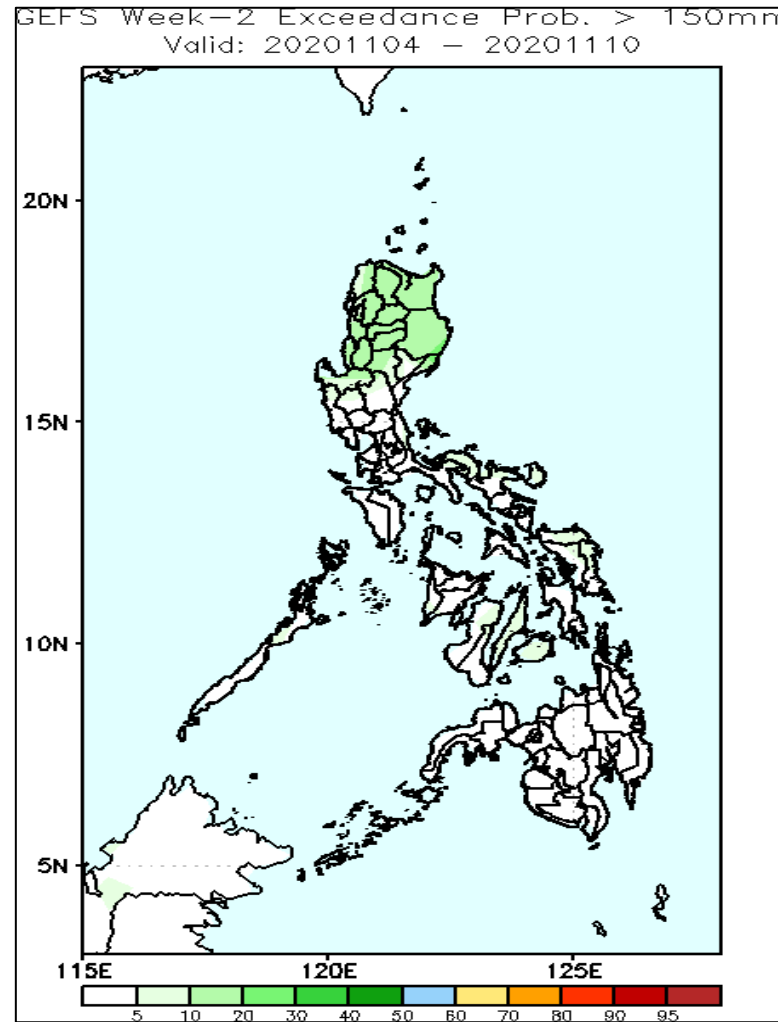 GEFS Week-2 Exceedance Prob. > 150mm
Valid: 20201104 - 20201110
20N
15N
10N
5N
115E 120E 125E
5 10 20 30 40 50 60 70 80 90 95